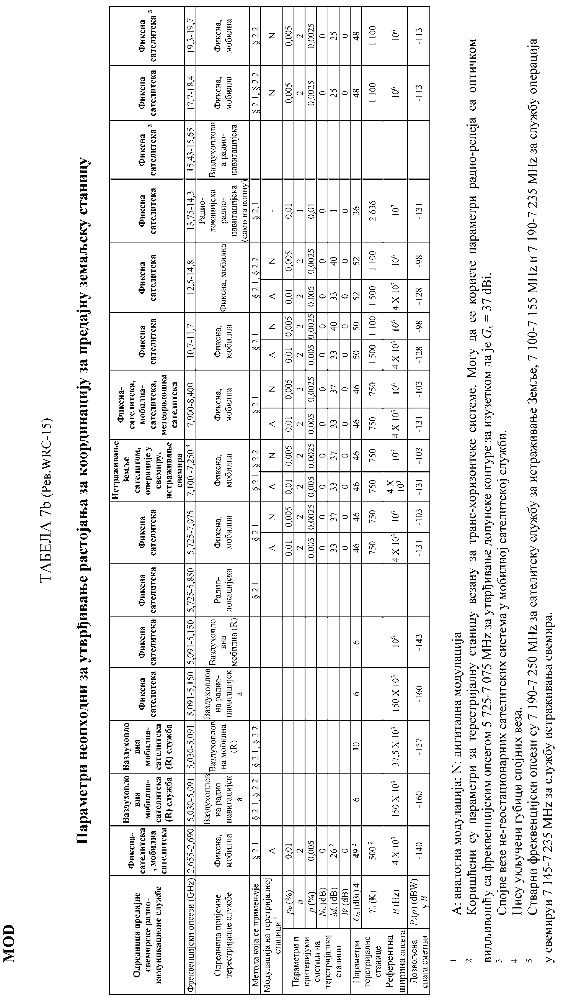 MOD
ТАБЕЛА 7b (Рев.WRC-15)
Параметри неопходни за утврђивање растојања за координацију за предајну земаљску станицу
Одредница предајне свемирске радио-комуникационе службе | Фиксна-сателитска, мобилна сателитска | Ваздухопловна мобилна-сателитска (R) служба | Ваздухопловна мобилна-сателитска (R) служба | Фиксна сателитска | Фиксна сателитска | Фиксна сателитска | Фиксна сателитска | Истраживање Земље сателитом, операције у свемиру, истраживање свемира | Фиксна-сателитска, мобилна-сателитска, метеоролошка сателитска | Фиксна сателитска | Фиксна сателитска | Фиксна сателитска | Фиксна сателитска 3 | Фиксна сателитска | Фиксна сателитска 3
Фреквенцијски опсези (GHz) | 2,655-2,690 | 5,030-5,091 | 5,030-5,091 | 5,091-5,150 | 5,091-5,150 | 5,725-5,850 | 5,725-7,075 | 7,100 -7,250 5 | 7,900-8,400 | 10,7-11,7 | 12,5-14,8 | 13,75-14,3 | 15,43-15,65 | 17,7-18,4 | 19,3-19,7
Одредница пријемне терестријалне службе | Фиксна, мобилна | Ваздухопловна радио навигацијска | Ваздухопловна мобилна (R) | Ваздухопловна радио-навигацијска | Ваздухопловна мобилна (R) | Радио-локацијска | Фиксна, мобилна | Фиксна, мобилна | Фиксна, мобилна | Фиксна, мобилна | Фиксна, мобилна | Радио-локацијска радио-навигацијска (само на копну) | Ваздухопловна радио-навигацијска | Фиксна, мобилна | Фиксна, мобилна
Метода која се примењује | § 2.1 | § 2.1, § 2.2 | § 2.1, § 2.2 | | | § 2.1 | § 2.1 | § 2.1, § 2.2 | § 2.1 | § 2.1 | § 2.1, § 2.2 | § 2.1 | | § 2.1, § 2.2 | § 2.2
Модулација на терстријалној станици 1 | A | | | | | | A | N | A | N | A | N | A | N | A | N | - | | N | N
Параметри и критеријуми сметњи на терстријалној станици
p0 (%) | 0,01 | | | | | | 0,01 | 0,005 | 0,01 | 0,005 | 0,01 | 0,005 | 0,01 | 0,005 | 0,01 | 0,005 | 0,01 | | 0,005 | 0,005
n | 2 | | | | | | 2 | 2 | 2 | 2 | 2 | 2 | 2 | 2 | 2 | 2 | 1 | | 2 | 2
p (%) | 0,005 | | | | | | 0,005 | 0,0025 | 0,005 | 0,0025 | 0,005 | 0,0025 | 0,005 | 0,0025 | 0,005 | 0,0025 | 0,01 | | 0,0025 | 0,0025
NL (dB) | 0 | | | | | | 0 | 0 | 0 | 0 | 0 | 0 | 0 | 0 | 0 | 0 | 0 | | 0 | 0
Ms (dB) | 26 2 | | | | | | 33 | 37 | 33 | 37 | 33 | 37 | 33 | 40 | 33 | 40 | 1 | | 25 | 25
W (dB) | 0 | | | | | | 0 | 0 | 0 | 0 | 0 | 0 | 0 | 0 | 0 | 0 | 0 | | 0 | 0
Параметри терстријалне станице
Gx (dBi) 4 | 49 2 | 6 | 10 | 6 | 6 | | 46 | 46 | 46 | 46 | 46 | 46 | 50 | 50 | 52 | 52 | 36 | | 48 | 48
Te (K) | 500 2 | | | | | | 750 | 750 | 750 | 750 | 750 | 750 | 1 500 | 1 100 | 1 500 | 1 100 | 2 636 | | 1 100 | 1 100
Референтна ширина опсега | B (Hz) | 4 X 10³ | 150 X 10³ | 37,5 X 10³ | 150 X 10³ | 10⁶ | | 4 X 10³ | 10⁶ | 4 X 10³ | 10⁶ | 4 X 10³ | 10⁶ | 4 X 10³ | 10⁶ | 4 X 10³ | 10⁶ | 10⁷ | | 10⁶ | 10⁶
Дозвољена снага сметњи | Pr(p) (dBW) у B | -140 | -160 | -157 | -160 | -143 | | -131 | -103 | -131 | -103 | -131 | -103 | -128 | -98 | -128 | -98 | -131 | | -113 | -113
1 А: аналогна модулација; N: дигитална модулација
2 Коришћени су параметри за терестријалну станицу везану за транс-хоризонтске системе. Могу да се користе параметри радио-релеја са оптичком
видљивошћу са фреквенцијским опсегом 5 725-7 075 MHz за утврђивање допунске контуре за изузетком да је Gx = 37 dBi.
3 Спојне везе не-геостационарних сателитских система у мобилној сателитској служби.
4 Нису укључени губици спојних веза.
5 Стварни фреквенцијски опсези су 7 190-7 250 MHz за сателитску службу за истраживање Земље, 7 100-7 155 MHz и 7 190-7 235 MHz за службу операција
у свемируи 7 145-7 235 MHz за службу истраживања свемира.